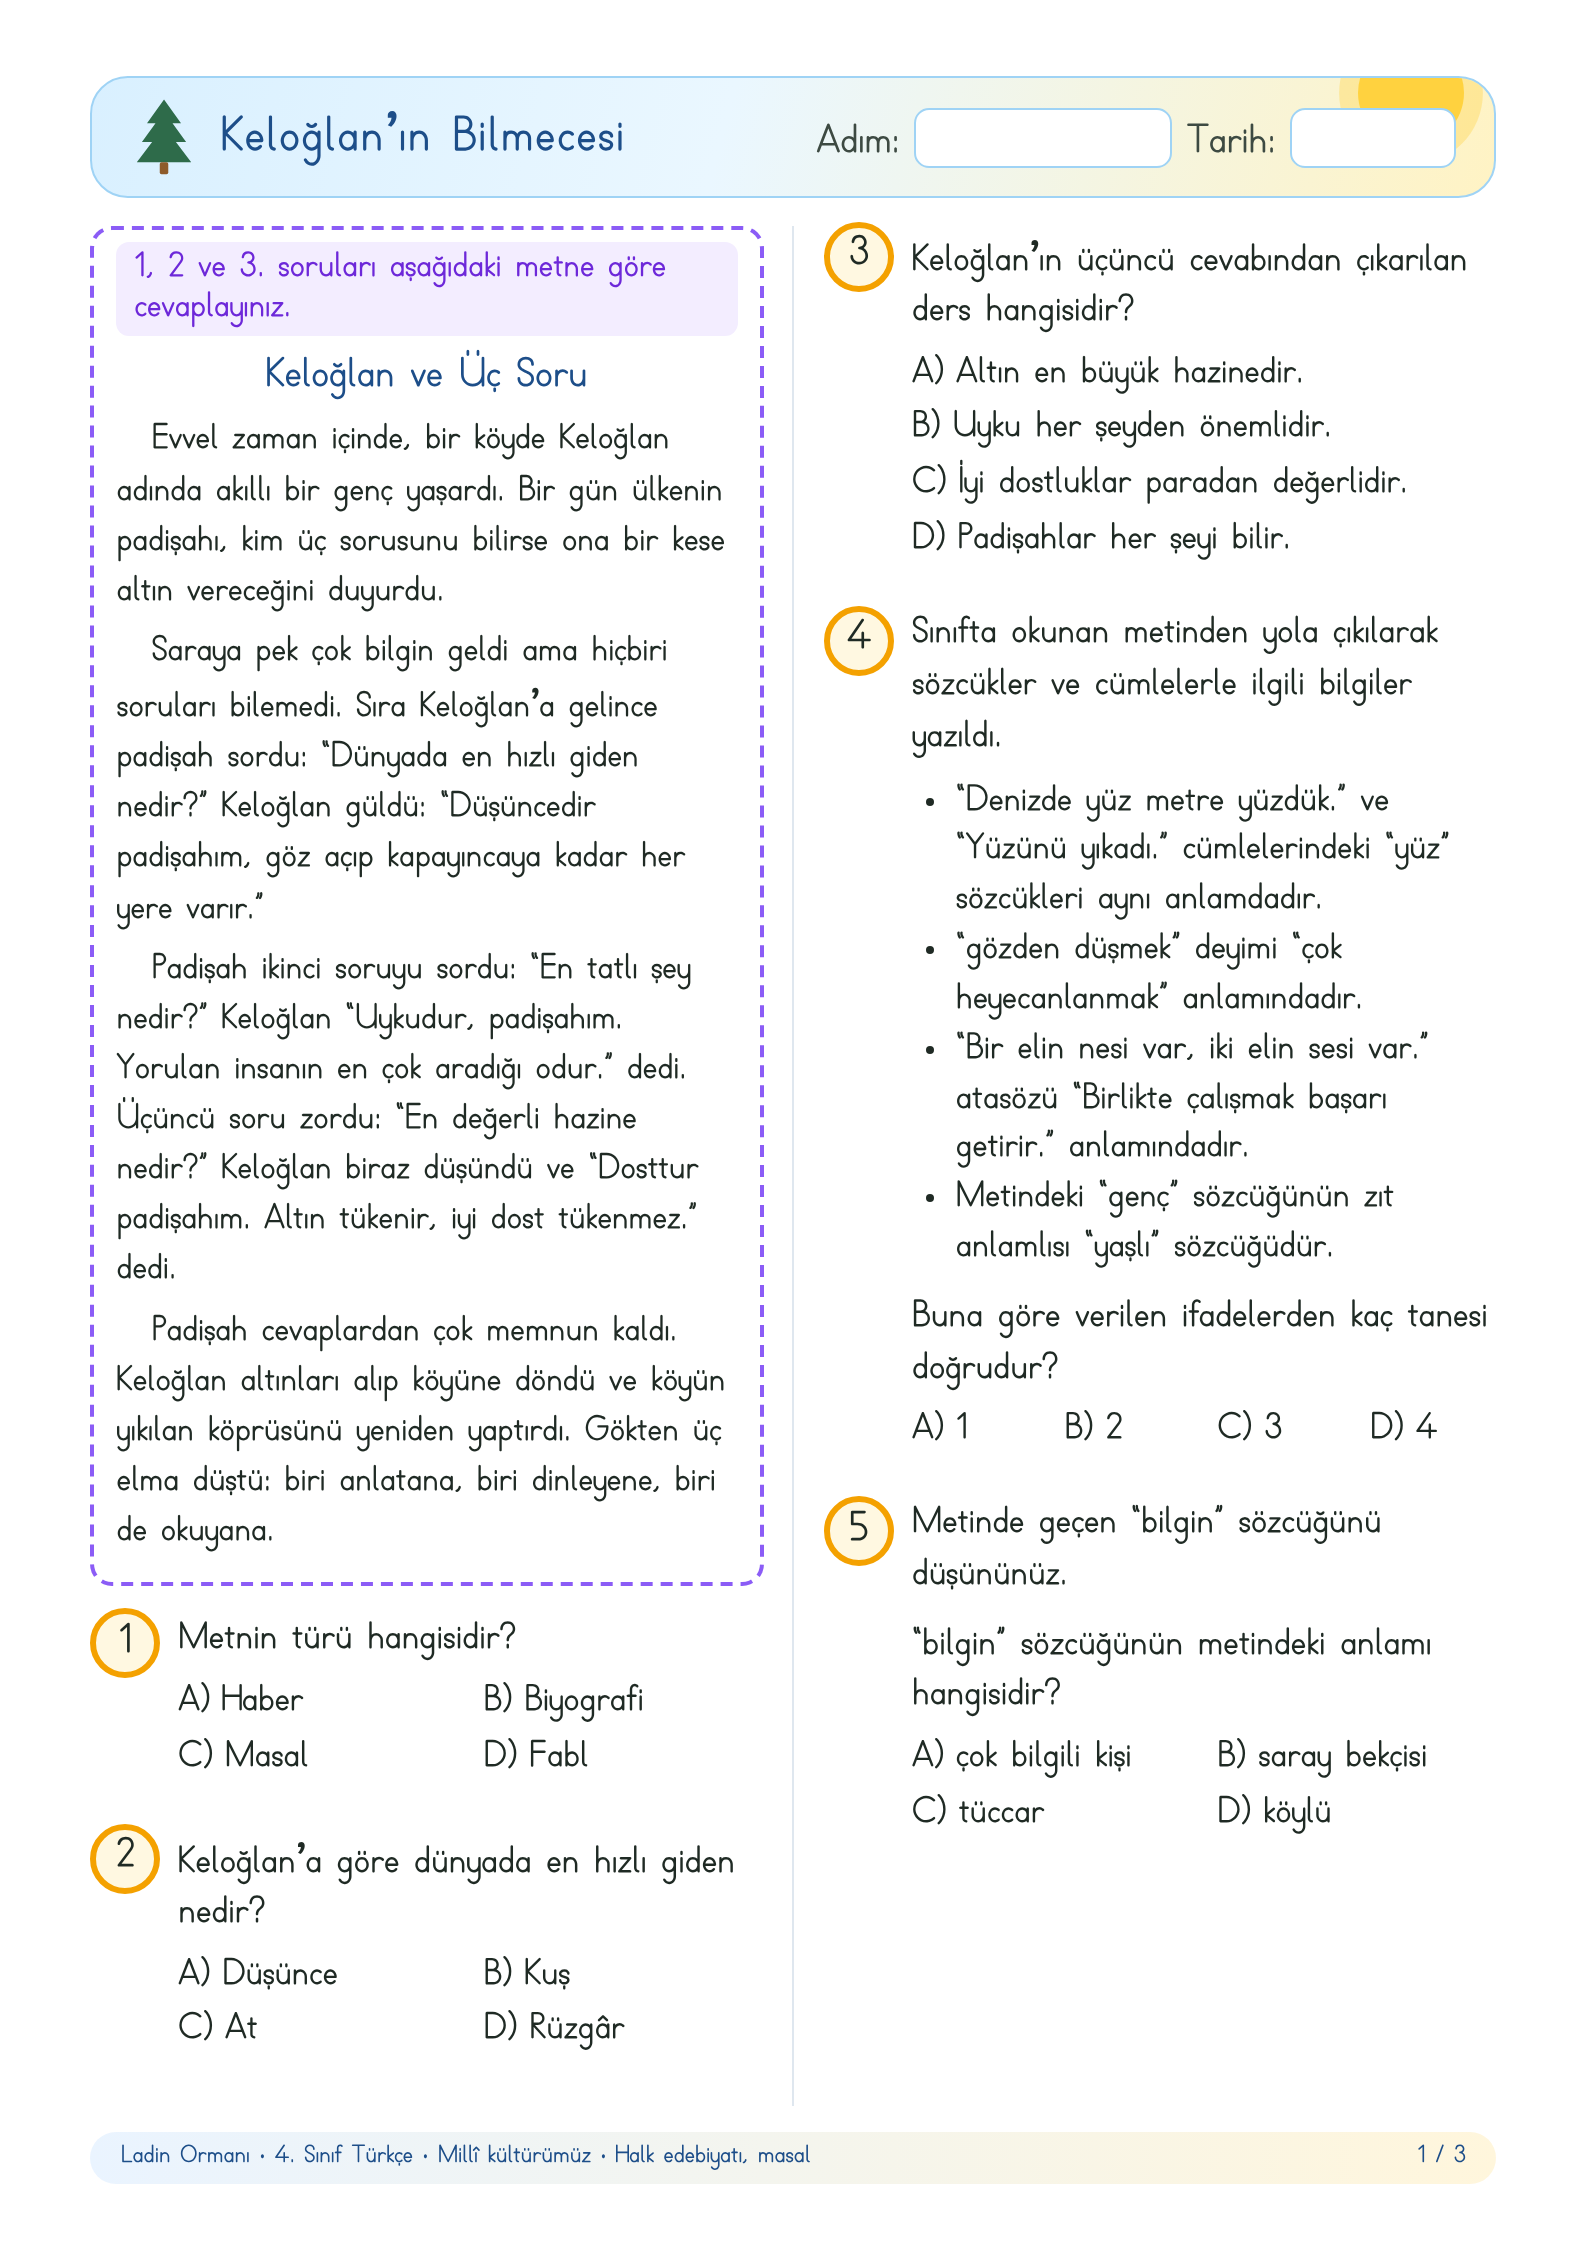 Keloğlan'ın Bilmecesi
Adım:
Tarih:
1, 2 ve 3. soruları aşağıdaki metne göre
cevaplayınız.
Keloğlan ve Üç Soru
Evvel zaman içinde, bir köyde Keloğlan
adında akıllı bir genç yaşardı. Bir gün ülkenin
padişahı, kim üç sorusunu bilirse ona bir kese
altın vereceğini duyurdu.
Saraya pek çok bilgin geldi ama hiçbiri
soruları bilemedi. Sıra Keloğlan'a gelince
padişah sordu: “Dünyada en hızlı giden
nedir?” Keloğlan güldü: “Düşüncedir
padişahım, göz açıp kapayıncaya kadar her
yere varır.”
Padişah ikinci soruyu sordu: “En tatlı şey
nedir?” Keloğlan “Uykudur, padişahım.
Yorulan insanın en çok aradığı odur.” dedi.
Üçüncü soru zordu: “En değerli hazine
nedir?” Keloğlan biraz düşündü ve “Dosttur
padişahım. Altın tükenir, iyi dost tükenmez.”
dedi.
Padişah cevaplardan çok memnun kaldı.
Keloğlan altınları alıp köyüne döndü ve köyün
yıkılan köprüsünü yeniden yaptırdı. Gökten üç
elma düştü: biri anlatana, biri dinleyene, biri
de okuyana.
1
Metnin türü hangisidir?
A) Haber B) Biyografi
C) Masal D) Fabl
2
Keloğlan'a göre dünyada en hızlı giden
nedir?
A) Düşünce B) Kuş
C) At D) Rüzgâr
3
Keloğlan'ın üçüncü cevabından çıkarılan
ders hangisidir?
A) Altın en büyük hazinedir.
B) Uyku her şeyden önemlidir.
C) İyi dostluklar paradan değerlidir.
D) Padişahlar her şeyi bilir.
4
Sınıfta okunan metinden yola çıkılarak
sözcükler ve cümlelerle ilgili bilgiler
yazıldı.
• “Denizde yüz metre yüzdük.” ve
“Yüzünü yıkadı.” cümlelerindeki “yüz”
sözcükleri aynı anlamdadır.
• “gözden düşmek” deyimi “çok
heyecanlanmak” anlamındadır.
• “Bir elin nesi var, iki elin sesi var.”
atasözü “Birlikte çalışmak başarı
getirir.” anlamındadır.
• Metindeki “genç” sözcüğünün zıt
anlamlısı “yaşlı” sözcüğüdür.
Buna göre verilen ifadelerden kaç tanesi
doğrudur?
A) 1 B) 2 C) 3 D) 4
5
Metinde geçen “bilgin” sözcüğünü
düşününüz.
“bilgin” sözcüğünün metindeki anlamı
hangisidir?
A) çok bilgili kişi B) saray bekçisi
C) tüccar D) köylü
Ladin Ormanı • 4. Sınıf Türkçe • Millî kültürümüz • Halk edebiyatı, masal
1 / 3